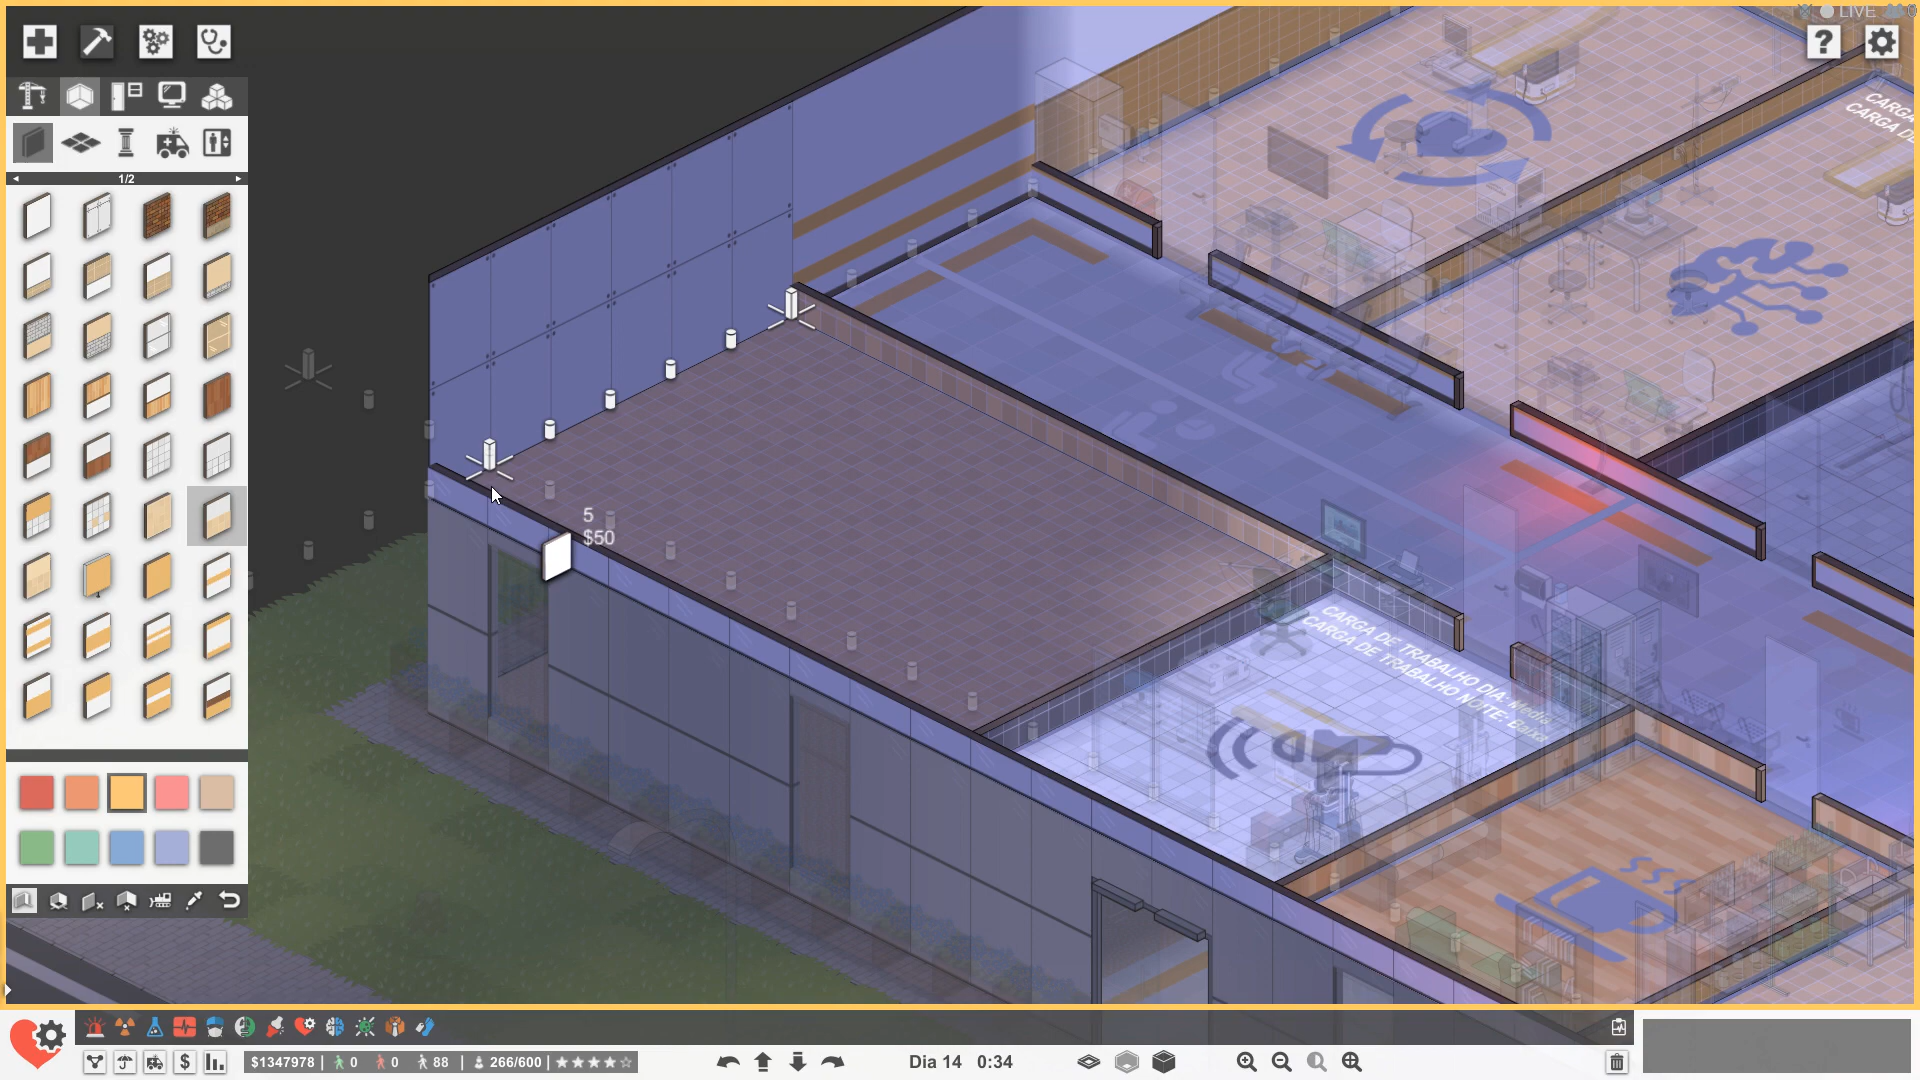 LIVE
?
CARGA
CARGA DE
1/2
5
$50
CARGA DE TRABALHO DIA: Média
CARGA DE TRABALHO NOITE: Baixa
$1347978 | 0 0 88 | 266/600
Dia 14 0:34